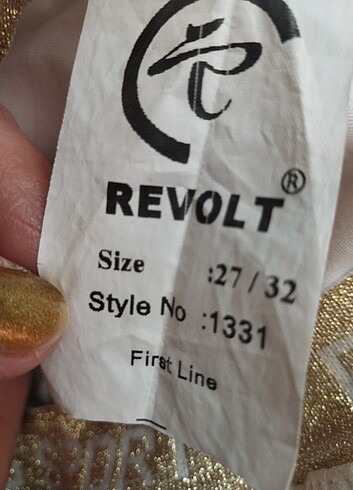 REVOLT®
Size :27/32
Style No :1331
First Line